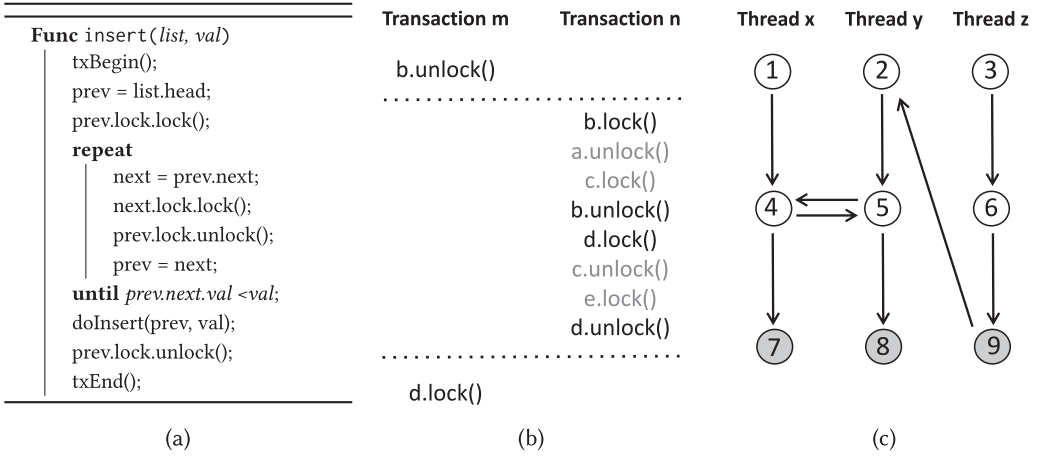 Func insert(list, val)
txBegin();
prev = list.head;
prev.lock.lock();
repeat
next = prev.next;
next.lock.lock();
prev.lock.unlock();
prev = next;
until prev.next.val <val;
doInsert(prev, val);
prev.lock.unlock();
txEnd();
(a)
Transaction m Transaction n
b.unlock()
b.lock()
a.unlock()
c.lock()
b.unlock()
d.lock()
c.unlock()
e.lock()
d.unlock()
d.lock()
(b)
Thread x Thread y Thread z
1 2 3
4 5 6
7 8 9
(c)